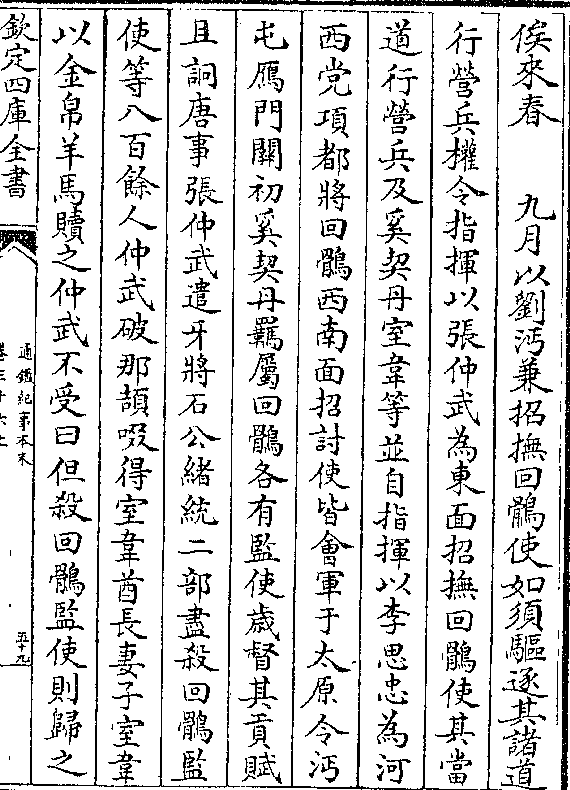 俟來春　　九月以劉沔兼招撫回鶻使如須驅逐其諸道
行營兵權令指揮以張仲武為東面招撫回鶻使其當
道行營兵及奚契丹室韋等並自指揮以李思忠為河
西党項都將回鶻西南面招討使皆會軍于太原令沔
屯鴈門關初奚契丹羈屬回鶻各有監使歲督其貢賦
且詗唐事張仲武遣牙將石公緒統二部盡殺回鶻監
使等八百餘人仲武破那頡啜得室韋酋長妻子室韋
以金帛羊馬贖之仲武不受曰但殺回鶻監使則歸之
欽定四庫全書
通鑑紀事本末
卷三十六上
五十九